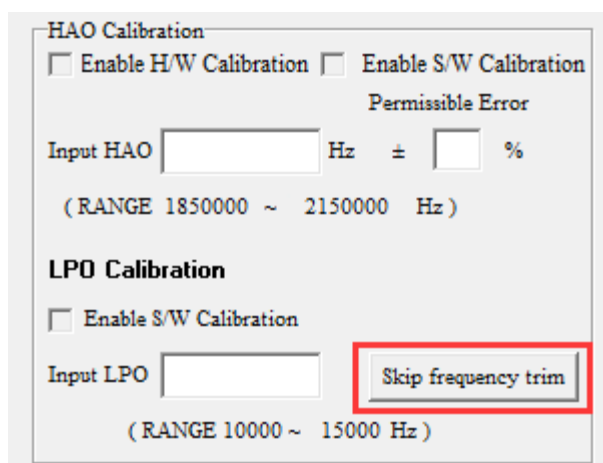 HAO Calibration
Enable H/W Calibration Enable S/W Calibration
Permissible Error
Input HAO Hz ± %
( RANGE 1850000 ~ 2150000 Hz )
LPO Calibration
Enable S/W Calibration
Input LPO Skip frequency trim
( RANGE 10000 ~ 15000 Hz )